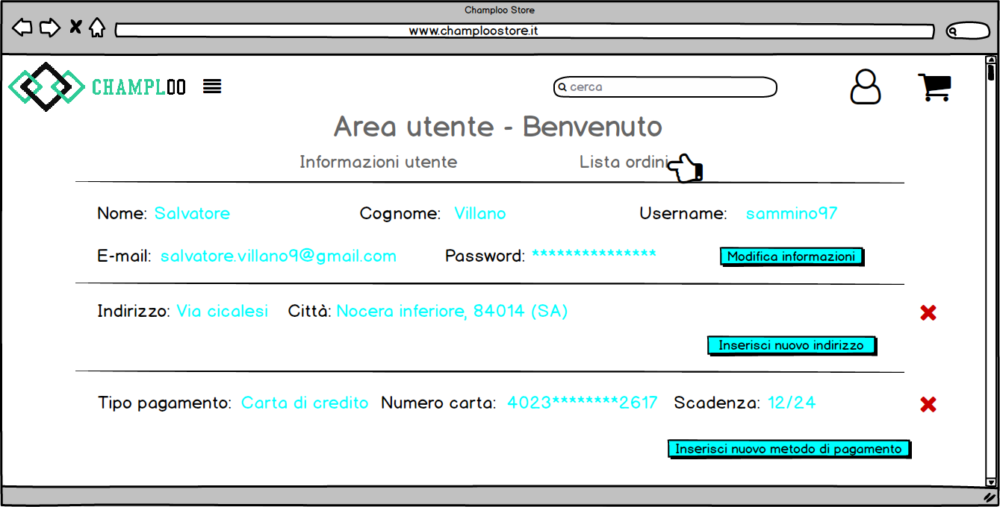 Champloo Store
www.champloostore.it
CHAMPLOO
cerca
Area utente - Benvenuto
Informazioni utente Lista ordini
Nome: Salvatore Cognome: Villano Username: sammino97
E-mail: salvatore.villano9@gmail.com Password: *************** Modifica informazioni
Indirizzo: Via cicalesi Città: Nocera inferiore, 84014 (SA)
Inserisci nuovo indirizzo
Tipo pagamento: Carta di credito Numero carta: 4023********2617 Scadenza: 12/24
Inserisci nuovo metodo di pagamento